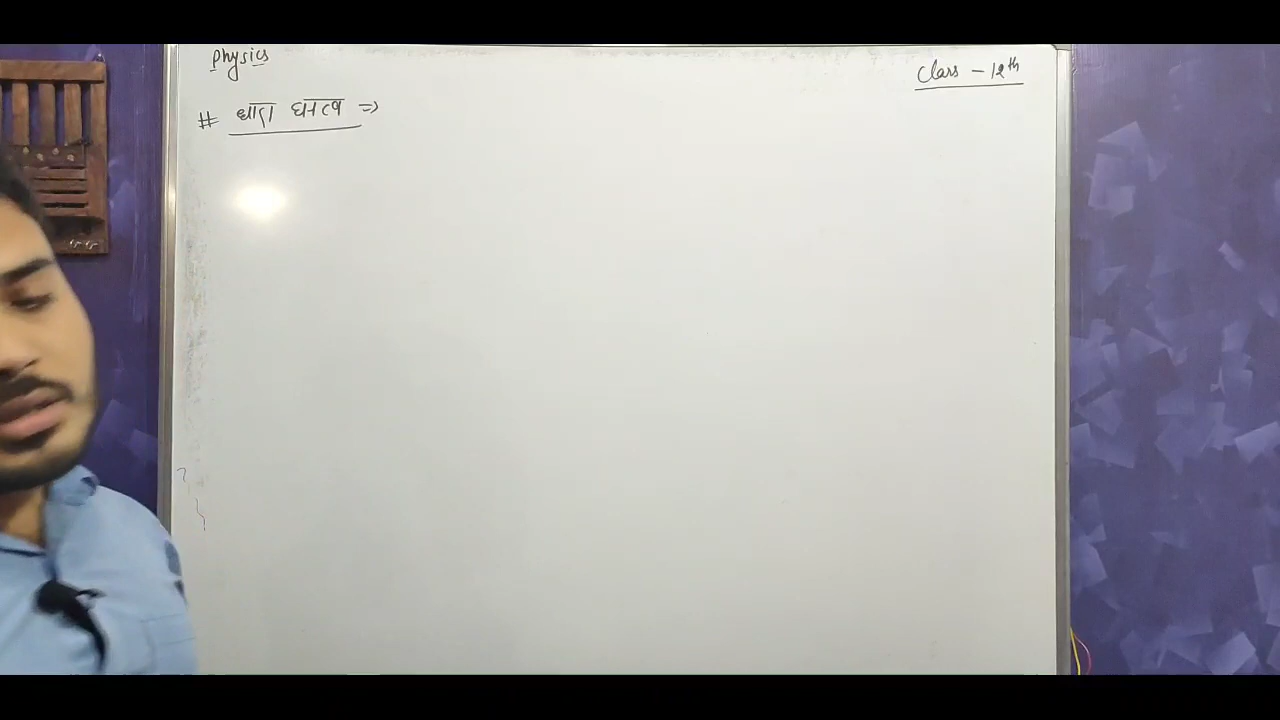 Physics
Class - 12th
# धारा घनत्व =>